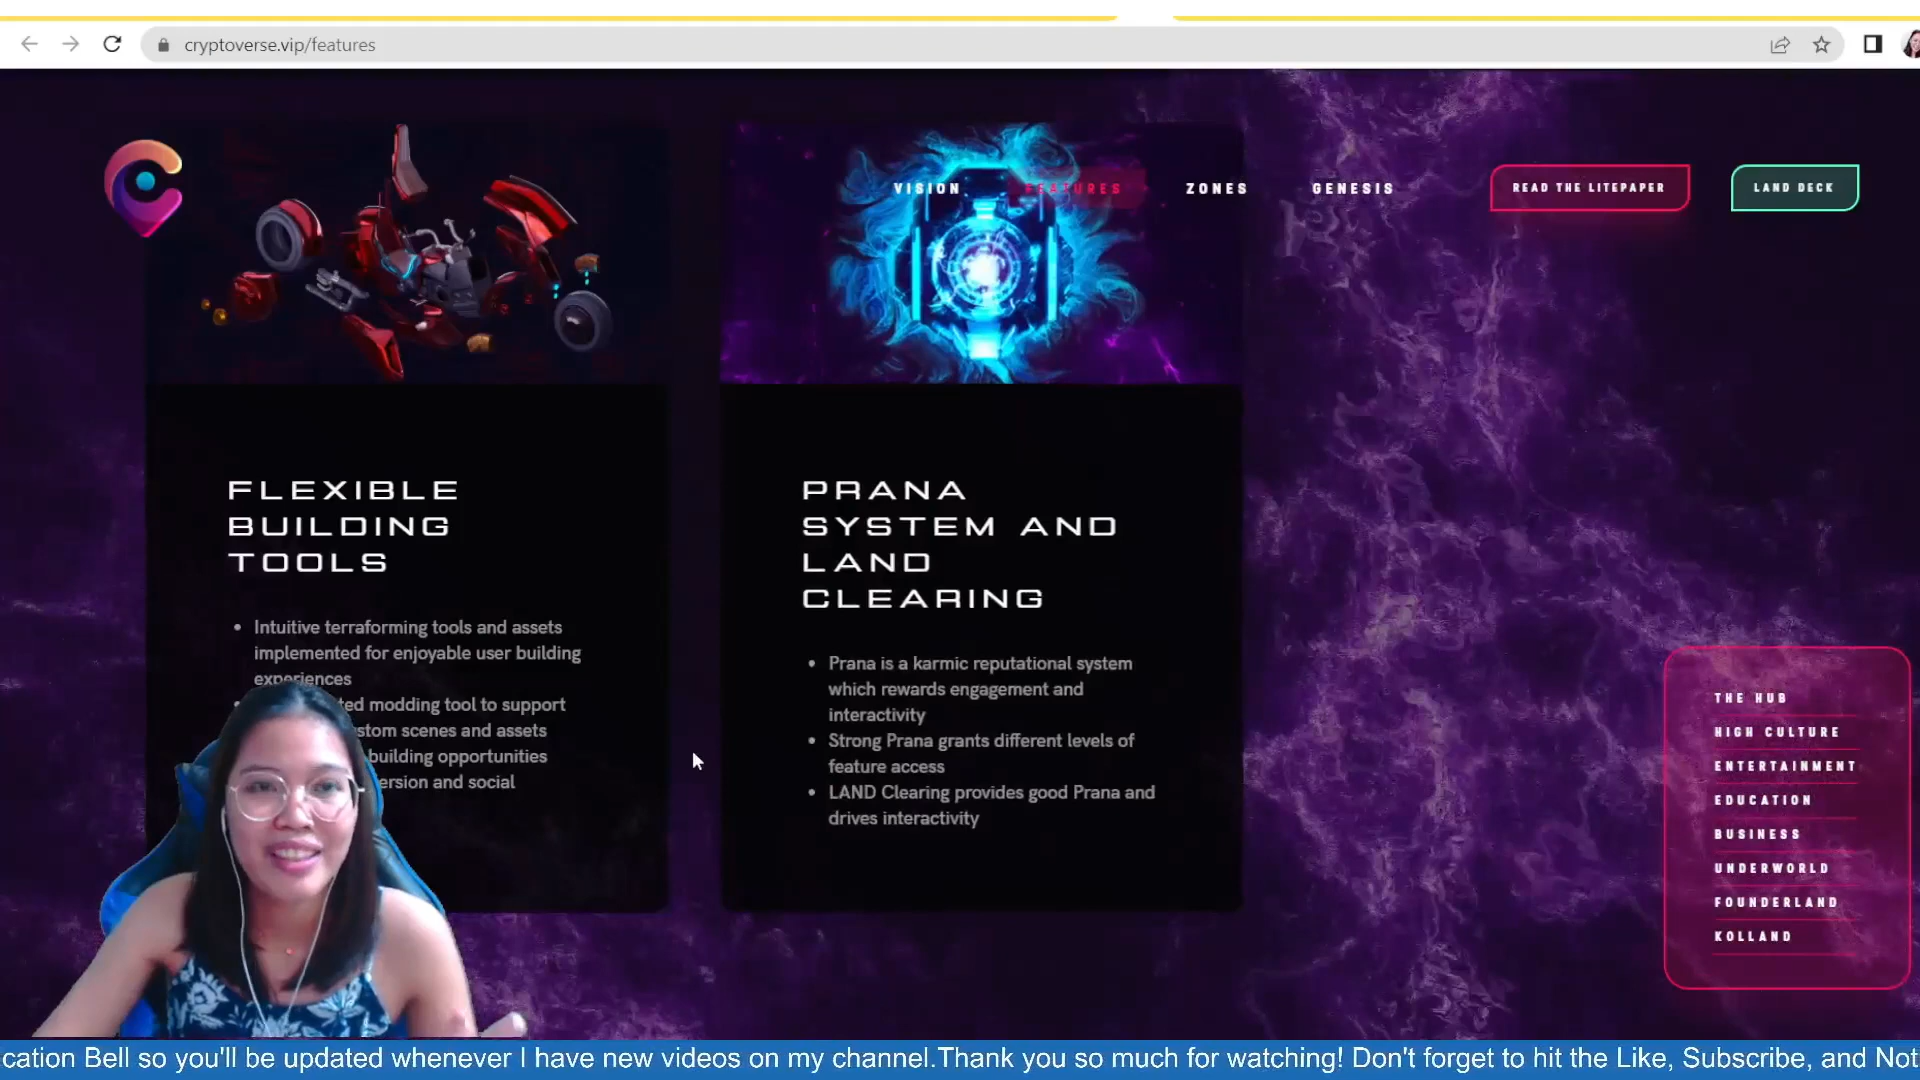 cryptoverse.vip/features
VISION
FEATURES
ZONES
GENESIS
READ THE LITEPAPER
LAND DECK
FLEXIBLE
BUILDING
TOOLS
Intuitive terraforming tools and assets
implemented for enjoyable user building
experiences
modding tool to support
scenes and assets
building opportunities
and social
PRANA
SYSTEM AND
LAND
CLEARING
Prana is a karmic reputational system
which rewards engagement and
interactivity
Strong Prana grants different levels of
feature access
LAND Clearing provides good Prana and
drives interactivity
THE HUB
HIGH CULTURE
ENTERTAINMENT
EDUCATION
BUSINESS
UNDERWORLD
FOUNDERLAND
KOLLAND
cation Bell so you'll be updated whenever I have new videos on my channel.Thank you so much for watching! Don't forget to hit the Like, Subscribe, and Not